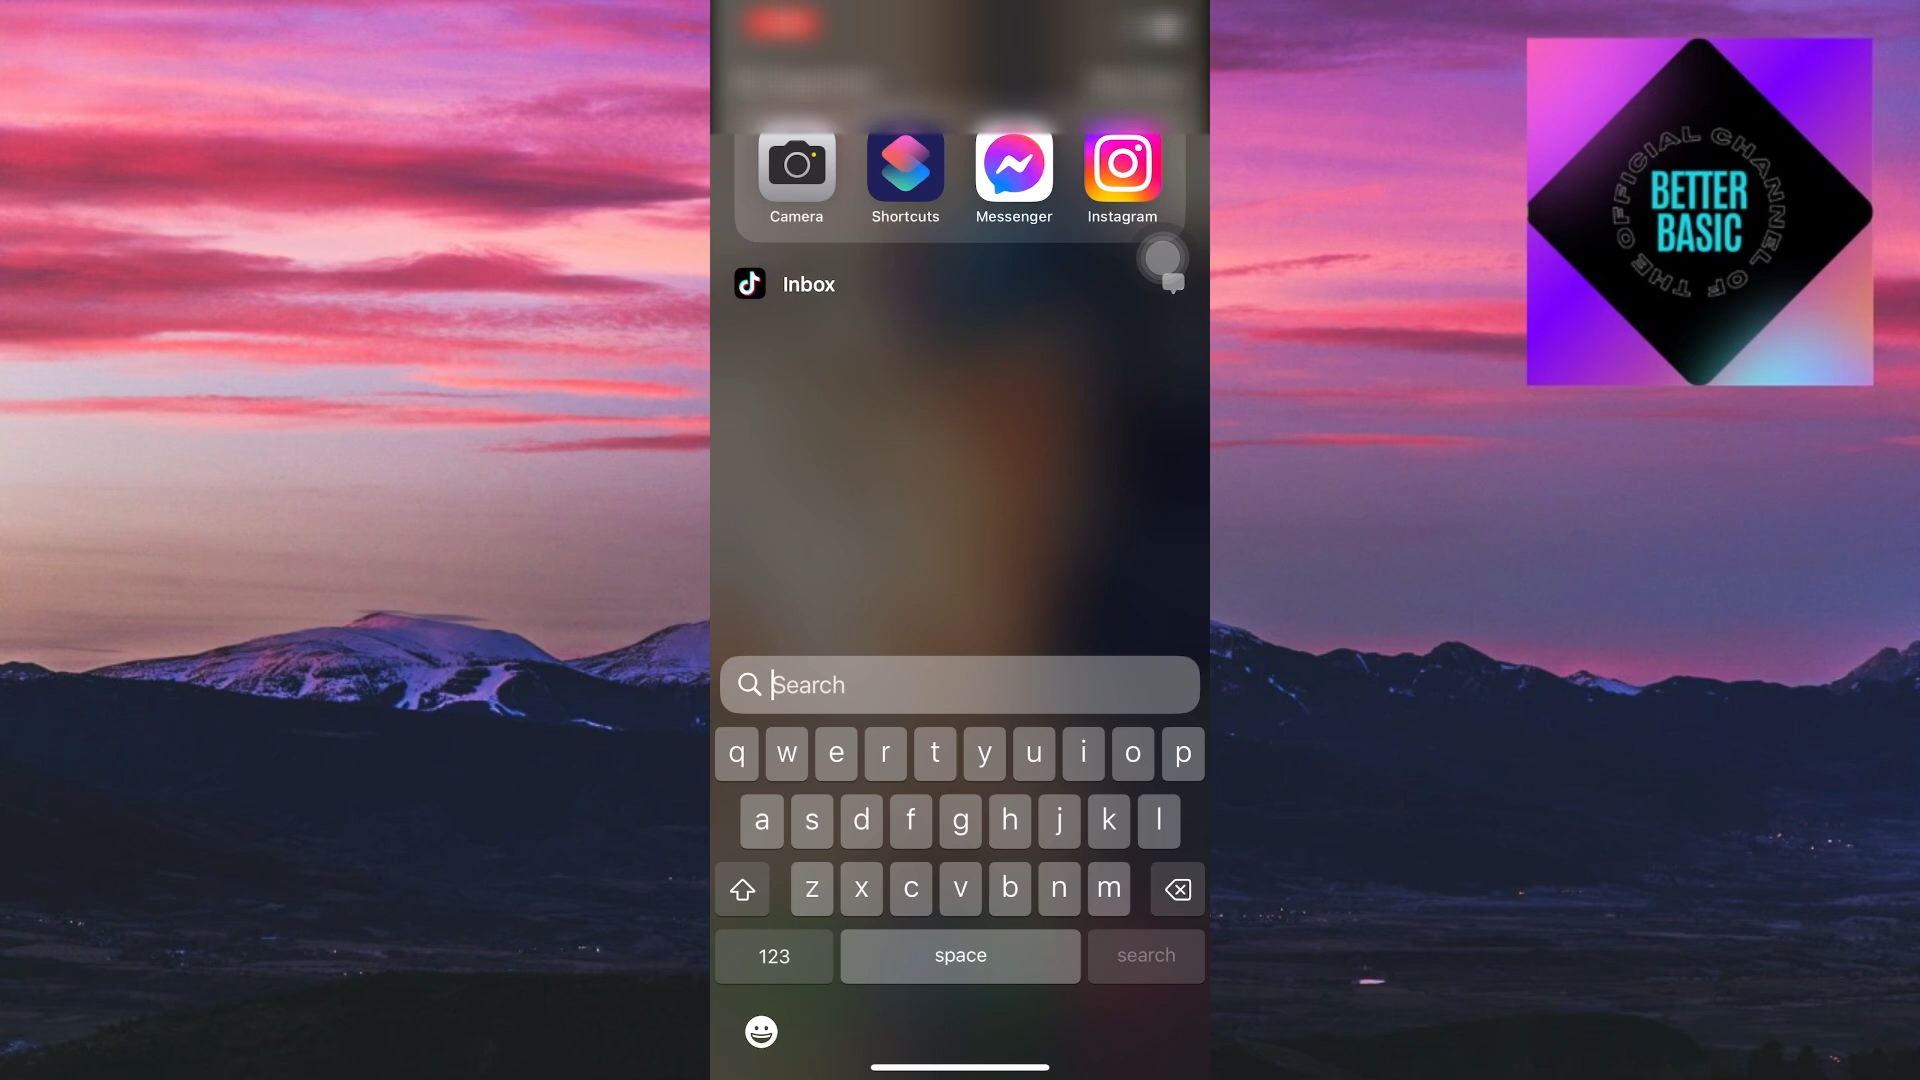 Camera Shortcuts Messenger Instagram
Inbox
Search
q w e r t y u i o p
a s d f g h j k l
z x c v b n m
123 space search
OFFICIAL CHANNEL OF THE
BETTER
BASIC